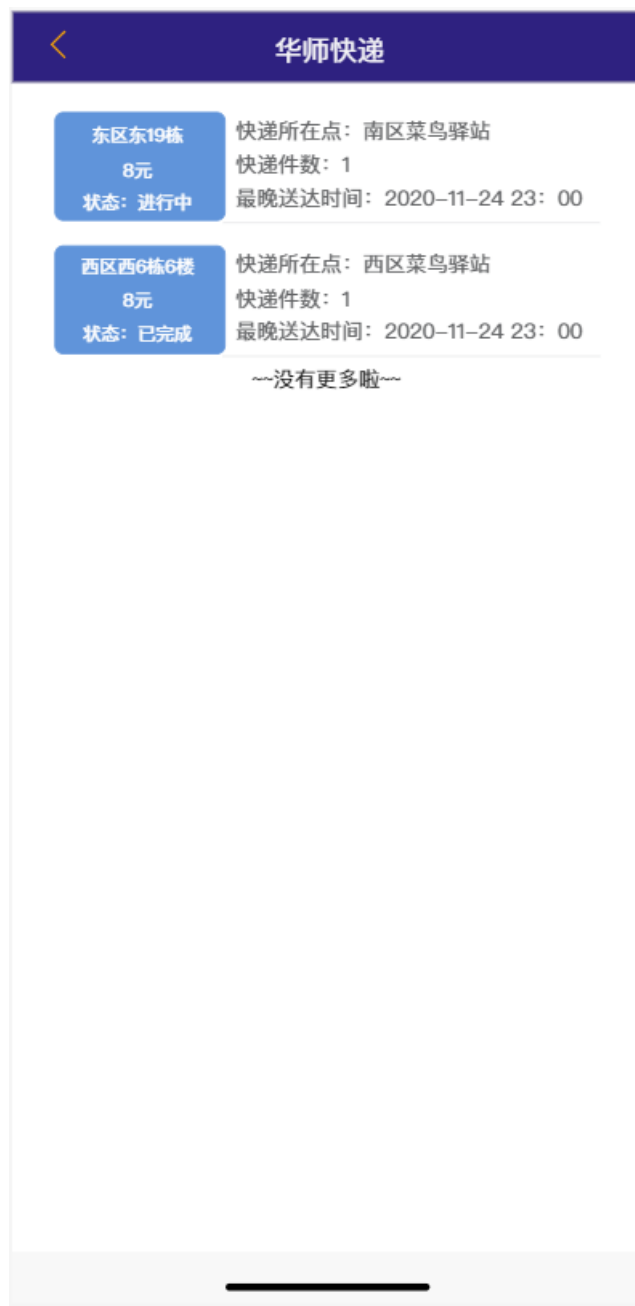 华师快递
东区东19栋
8元
状态：进行中
快递所在点：南区菜鸟驿站
快递件数：1
最晚送达时间：2020-11-24 23：00
西区西6栋6楼
8元
状态：已完成
快递所在点：西区菜鸟驿站
快递件数：1
最晚送达时间：2020-11-24 23：00
~~没有更多啦~~